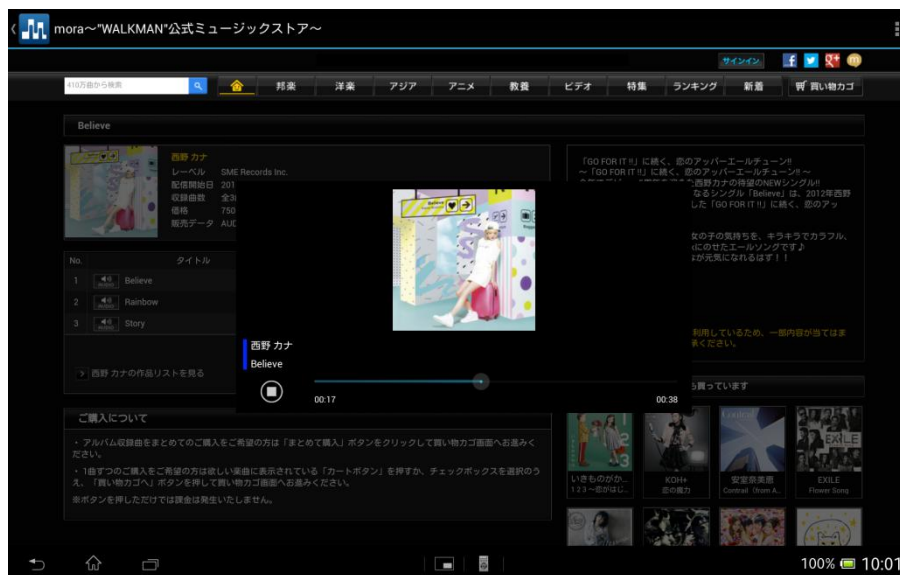 mora～"WALKMAN"公式ミュージックストア～
サインイン
410万曲から検索
邦楽
洋楽
アジア
アニメ
教養
ビデオ
特集
ランキング
新着
買い物カゴ
Believe
西野 カナ
レーベル SME Records Inc.
配信開始日 201
収録曲数 全3
価格 750
販売データ AUD
「GO FOR IT !!」に続く、恋のアッパーエールチューン!!
～「GO FOR IT !!」に続く、恋のアッパーエールチューン!!～
西野カナの待望のNEWシ
ングル!!
なるシングル「Believe」は、2012年西野
した「GO FOR IT !!」に続く、恋のアッ
女の子の気持ちを、キラキラでカラフル、
にのせたエールソングです♪
が元気になれるはず！！
No. タイトル
1 Believe
2 Rainbow
3 Story
利用しているため、一部内容が当てはま
承ください。
西野 カナの作品リストを見る
西野 カナ
Believe
00:17
00:38
も買っています
ご購入について
・アルバム収録曲をまとめてのご購入をご希望の方は「まとめて購入」ボタンをクリックして買い物カゴ画面へお進みく
ださい。
・1曲ずつのご購入をご希望の方は欲しい楽曲に表示されている「カートボタン」を押すか、チェックボックスを選択のう
え、「買い物カゴへ」ボタンを押して買い物カゴ画面へお進みください。
※ボタンを押しただけでは課金は発生いたしません。
いきものがか...
1 2 3 ～恋がはじ..
KOH+
恋の魔力
安室奈美恵
Contrail（from A..
EXILE
Flower Song
100%
10:01